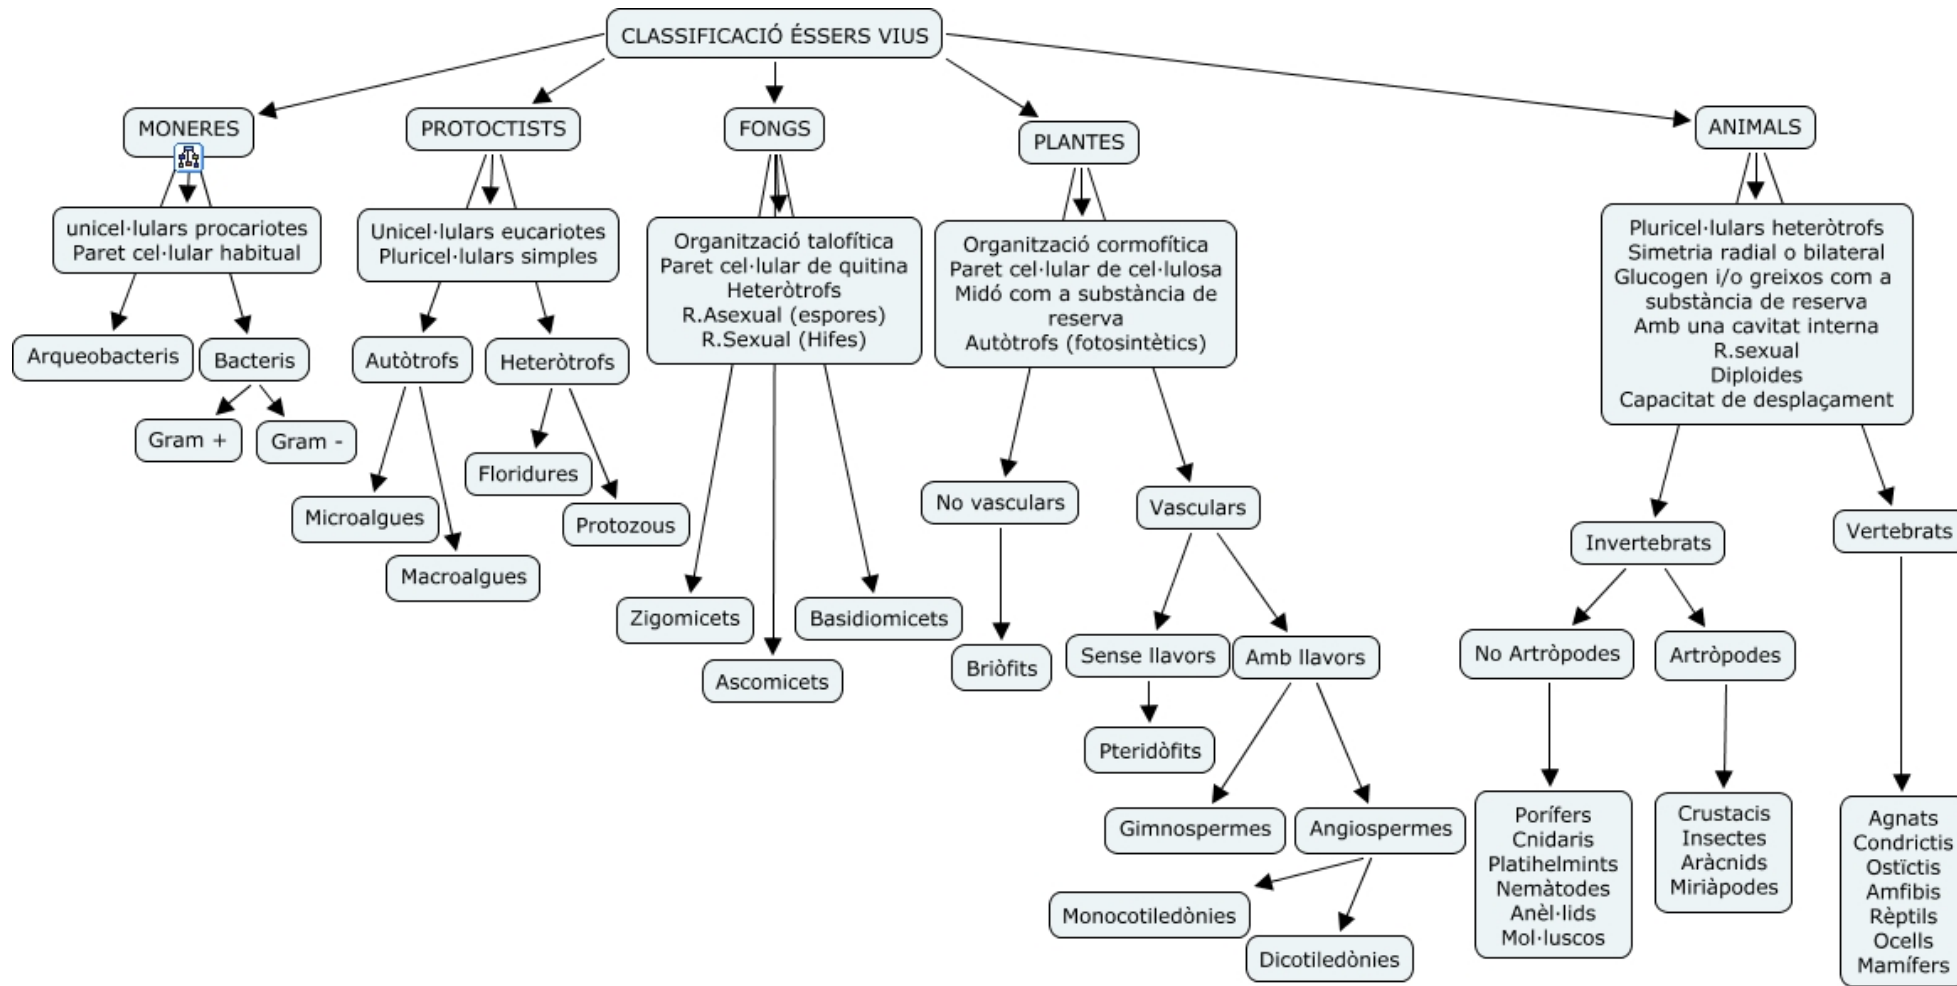 CLASSIFICACIÓ ÉSSERS VIUS
MONERES
PROTOCTISTS
FONGS
PLANTES
ANIMALS
unicel·lulars procariotes
Paret cel·lular habitual
Unicel·lulars eucariotes
Pluricel·lulars simples
Organització talofítica
Paret cel·lular de quitina
Heteròtrofs
R.Asexual (espores)
R.Sexual (Hifes)
Organització cormofítica
Paret cel·lular de cel·lulosa
Midó com a substància de
reserva
Autòtrofs (fotosintètics)
Pluricel·lulars heteròtrofs
Simetria radial o bilateral
Glucogen i/o greixos com a
substància de reserva
Amb una cavitat interna
R.sexual
Diploides
Capacitat de desplaçament
Arqueobacteris
Bacteris
Autòtrofs
Heteròtrofs
Gram +
Gram -
Floridures
Microalgues
Protozous
Macroalgues
Zigomicets
Basidiomicets
Ascomicets
No vasculars
Vasculars
Briòfits
Sense llavors
Amb llavors
Pteridòfits
Gimnospermes
Angiospermes
Monocotiledònies
Dicotiledònies
Invertebrats
Vertebrats
No Artròpodes
Artròpodes
Porífers
Cnidaris
Platihelmints
Nemàtodes
Anèl·lids
Mol·luscos
Crustacis
Insectes
Aràcnids
Miriàpodes
Agnats
Condrictis
Ostïctis
Amfibis
Rèptils
Ocells
Mamífers